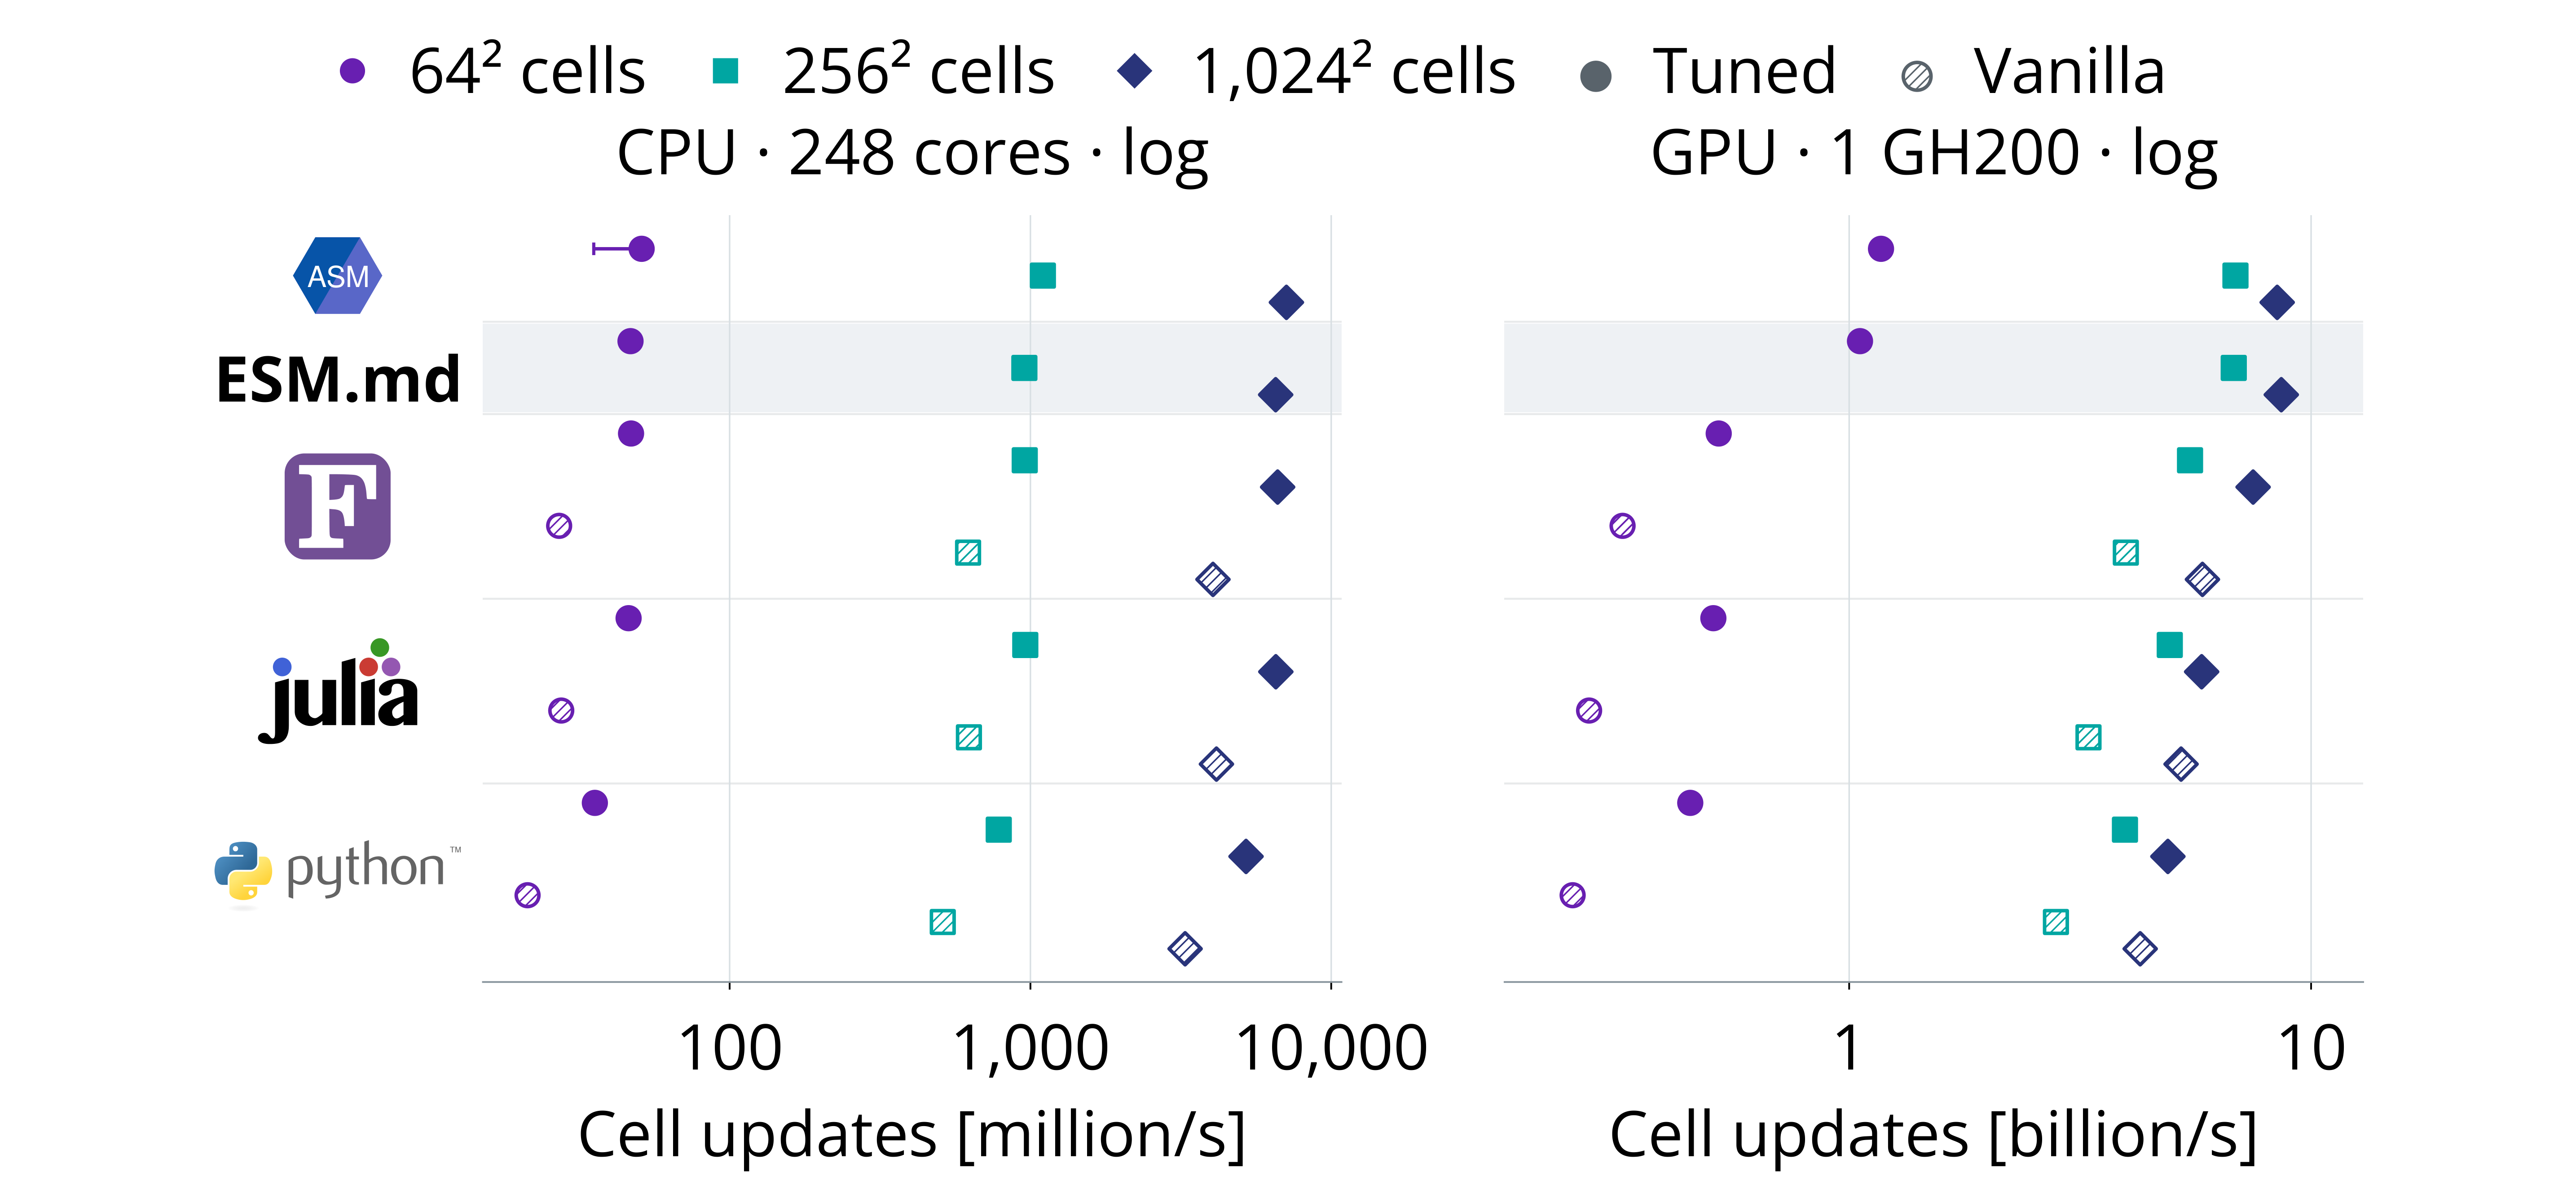 64² cells 256² cells 1,024² cells Tuned Vanilla
CPU · 248 cores · log
GPU · 1 GH200 · log
ASM
ESM.md
F
julia
python™
100 1,000 10,000
1 10
Cell updates [million/s]
Cell updates [billion/s]